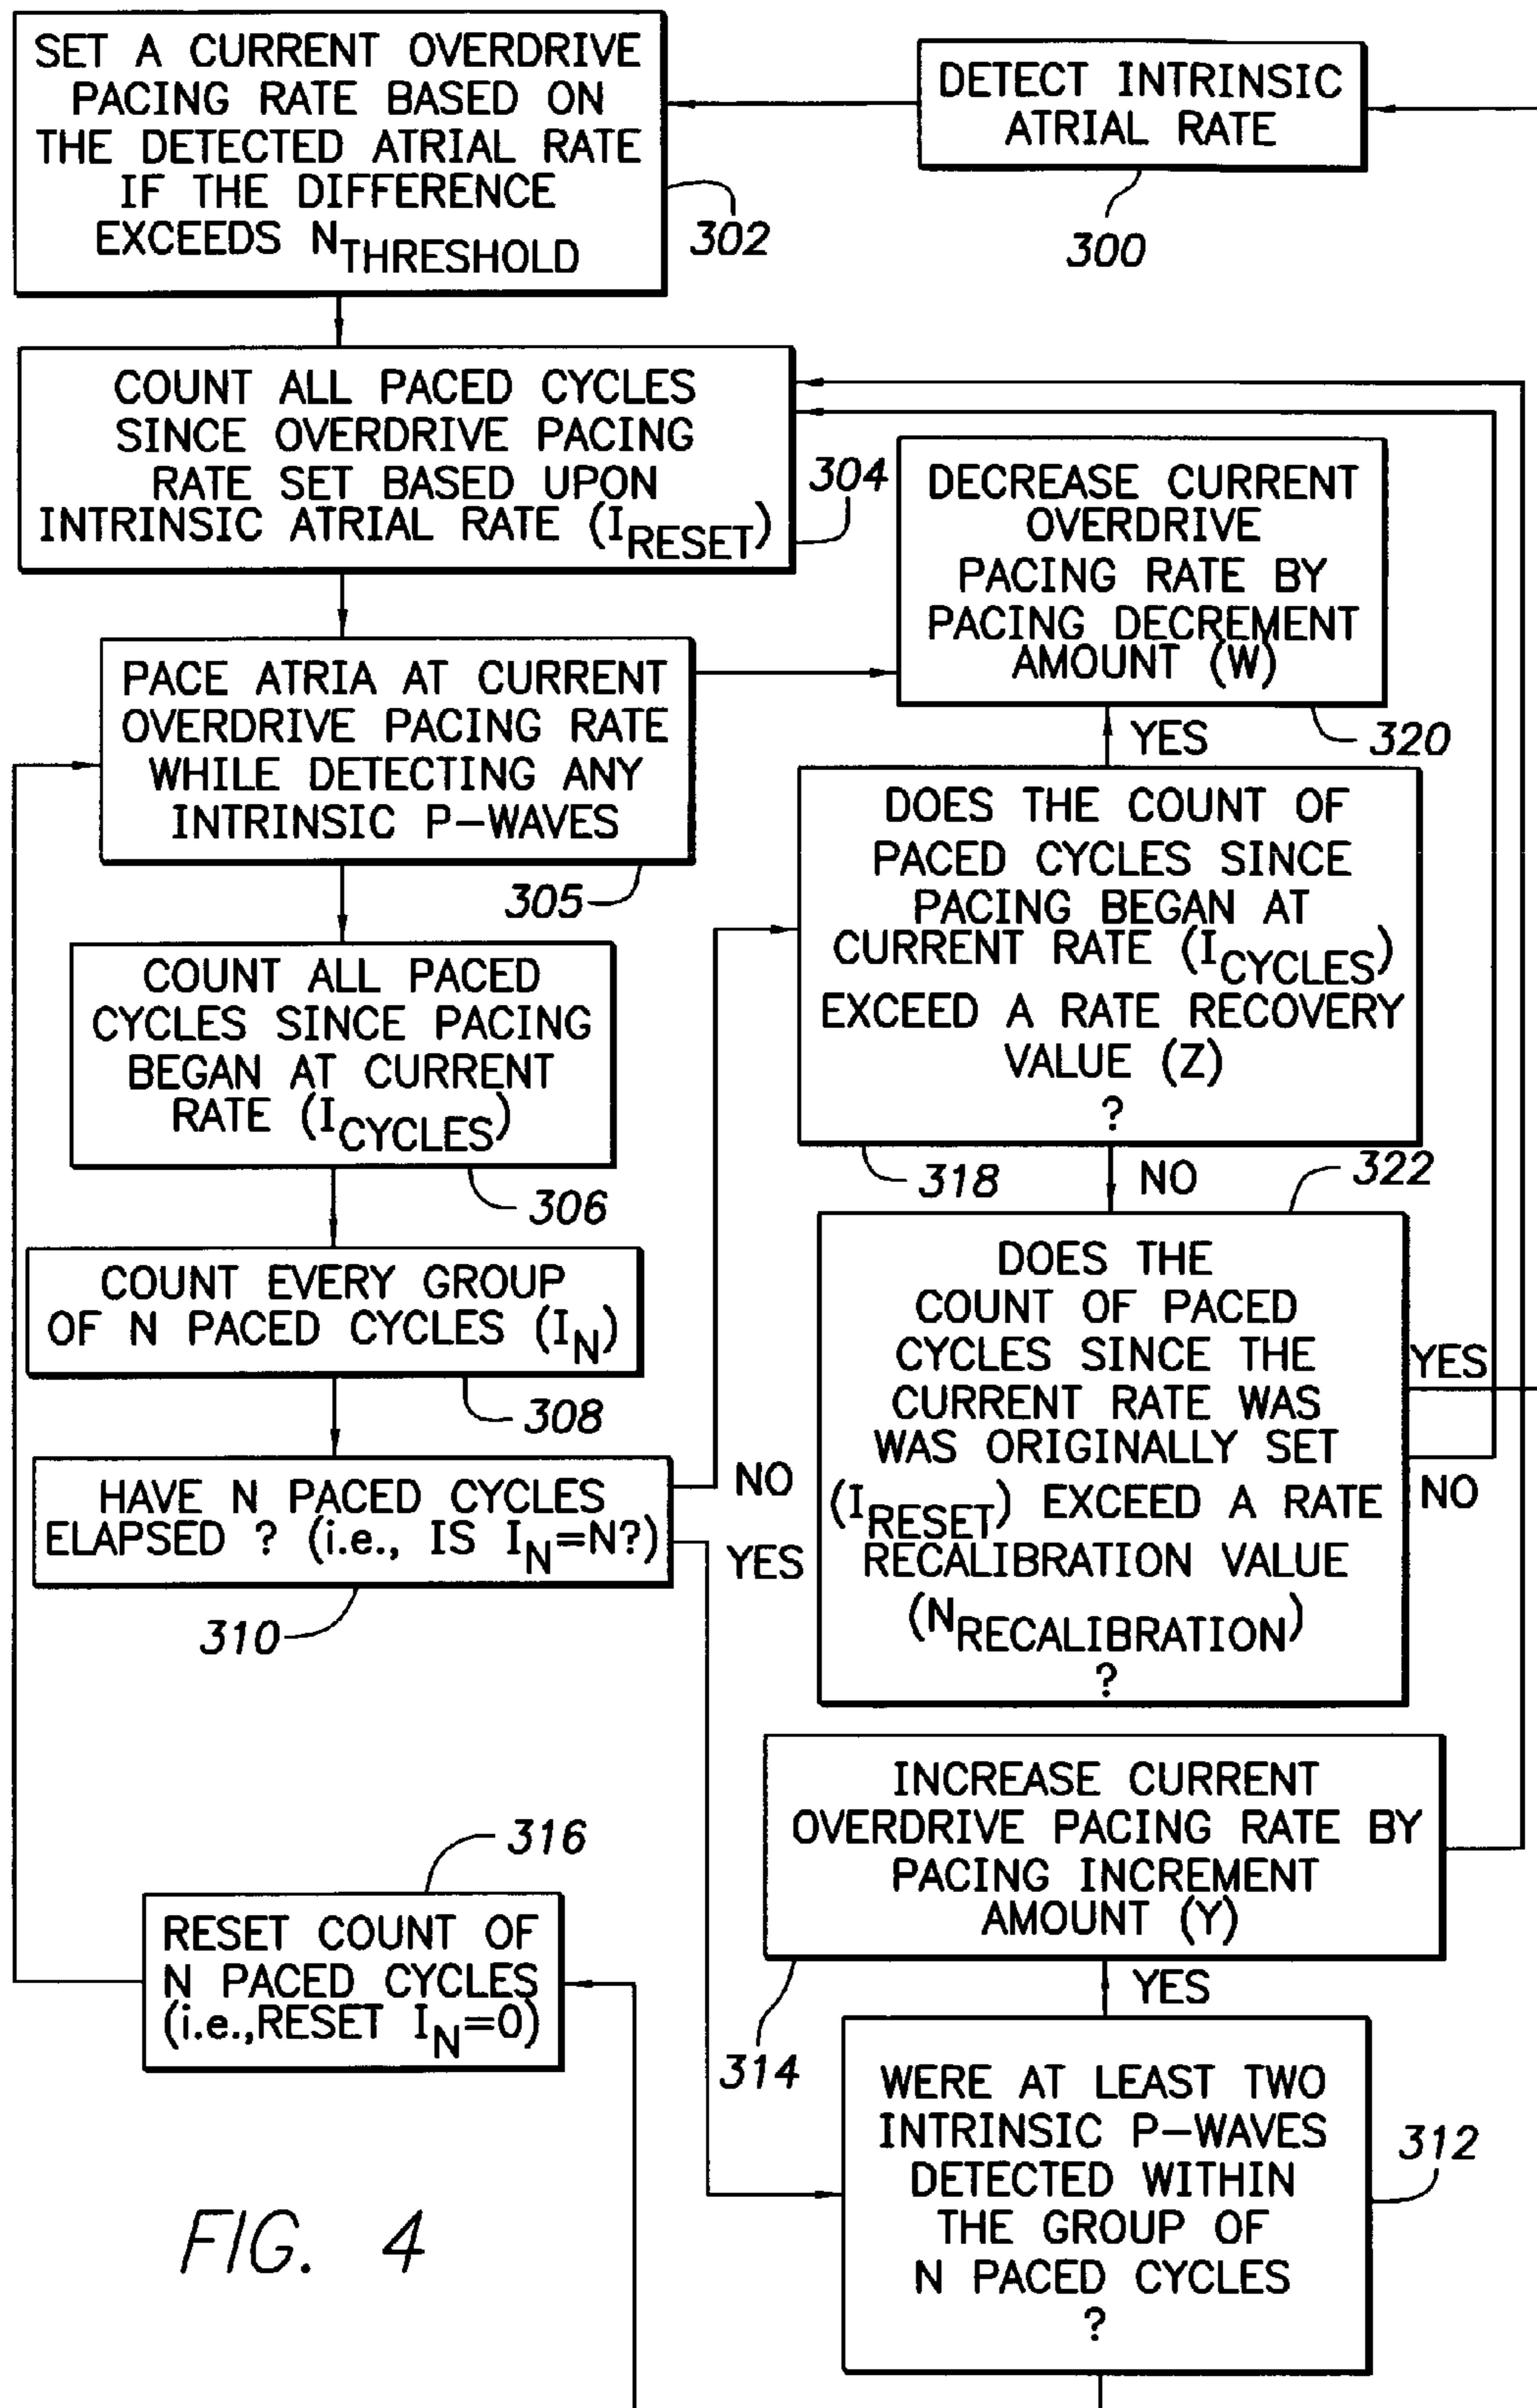 SET A CURRENT OVERDRIVE
PACING RATE BASED ON
THE DETECTED ATRIAL RATE
IF THE DIFFERENCE
EXCEEDS NTHRESHOLD
302
DETECT INTRINSIC
ATRIAL RATE
300
COUNT ALL PACED CYCLES
SINCE OVERDRIVE PACING
RATE SET BASED UPON
INTRINSIC ATRIAL RATE (IRESET)
304
DECREASE CURRENT
OVERDRIVE
PACING RATE BY
PACING DECREMENT
AMOUNT (W)
320
PACE ATRIA AT CURRENT
OVERDRIVE PACING RATE
WHILE DETECTING ANY
INTRINSIC P-WAVES
305
YES
DOES THE COUNT OF
PACED CYCLES SINCE
PACING BEGAN AT
CURRENT RATE (ICYCLES)
EXCEED A RATE RECOVERY
VALUE (Z)
?
318
NO
COUNT ALL PACED
CYCLES SINCE PACING
BEGAN AT CURRENT
RATE (ICYCLES)
306
322
DOES THE
COUNT OF PACED
CYCLES SINCE THE
CURRENT RATE WAS
WAS ORIGINALLY SET
(IRESET) EXCEED A RATE
RECALIBRATION VALUE
(NRECALIBRATION)
?
YES
NO
COUNT EVERY GROUP
OF N PACED CYCLES (IN)
308
HAVE N PACED CYCLES
ELAPSED ? (i.e., IS IN=N?)
NO
YES
310
INCREASE CURRENT
OVERDRIVE PACING RATE BY
PACING INCREMENT
AMOUNT (Y)
314
YES
316
RESET COUNT OF
N PACED CYCLES
(i.e.,RESET IN=0)
WERE AT LEAST TWO
INTRINSIC P-WAVES
DETECTED WITHIN
THE GROUP OF
N PACED CYCLES
?
312
FIG. 4